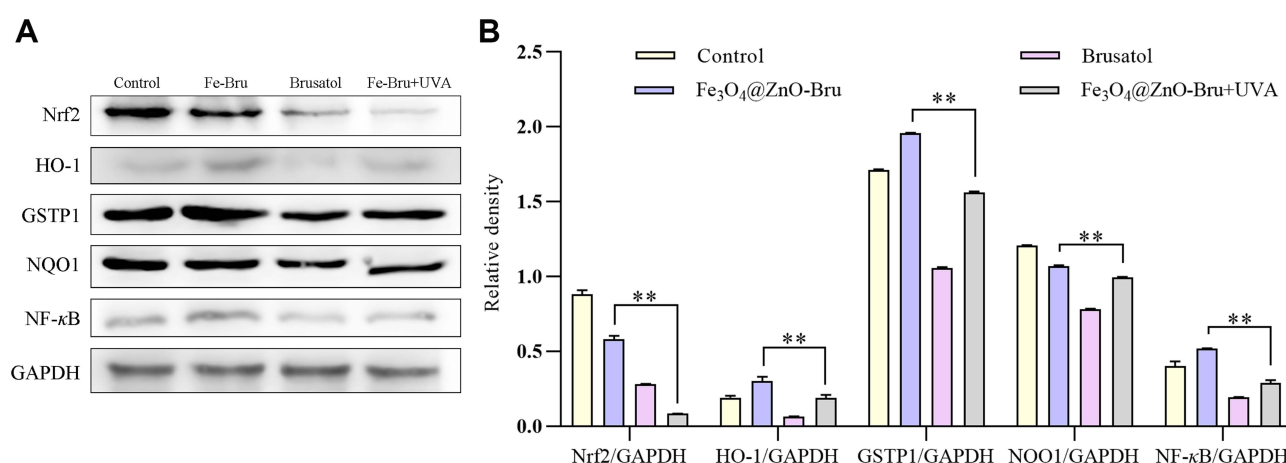 A
Control Fe-Bru Brusatol Fe-Bru+UVA
Nrf2
HO-1
GSTP1
NQO1
NF-κB
GAPDH
B
Control
Fe₃O₄@ZnO-Bru
Brusatol
Fe₃O₄@ZnO-Bru+UVA
Relative density
2.5
2.0
1.5
1.0
0.5
0.0
**
**
**
**
**
Nrf2/GAPDH HO-1/GAPDH GSTP1/GAPDH NOO1/GAPDH NF-κB/GAPDH